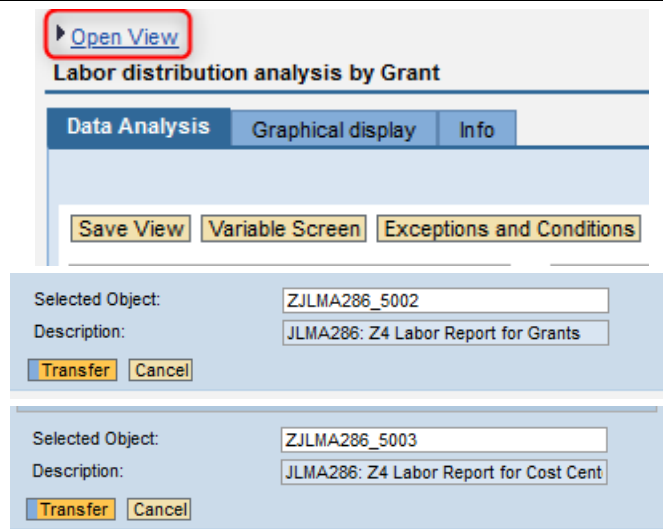 Open View
Labor distribution analysis by Grant
Data Analysis Graphical display Info
Save View Variable Screen Exceptions and Conditions
Selected Object: ZJLMA286_5002
Description: JLMA286: Z4 Labor Report for Grants
Transfer Cancel
Selected Object: ZJLMA286_5003
Description: JLMA286: Z4 Labor Report for Cost Cent
Transfer Cancel